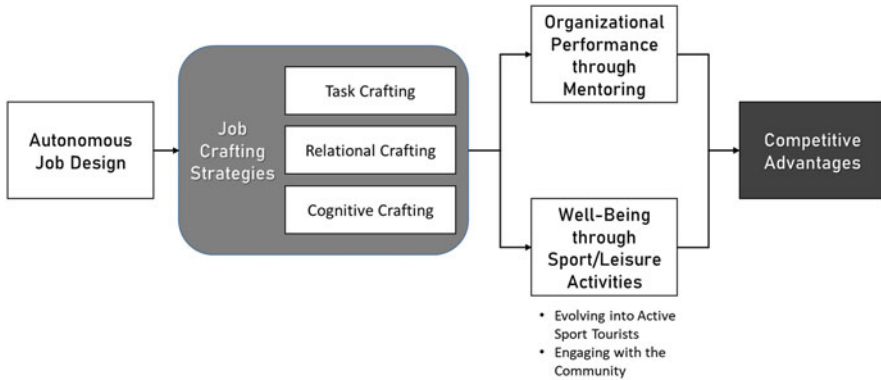 Autonomous
Job Design
Job
Crafting
Strategies
Task Crafting
Relational Crafting
Cognitive Crafting
Organizational
Performance
through
Mentoring
Well-Being
through
Sport/Leisure
Activities
• Evolving into Active
Sport Tourists
• Engaging with the
Community
Competitive
Advantages